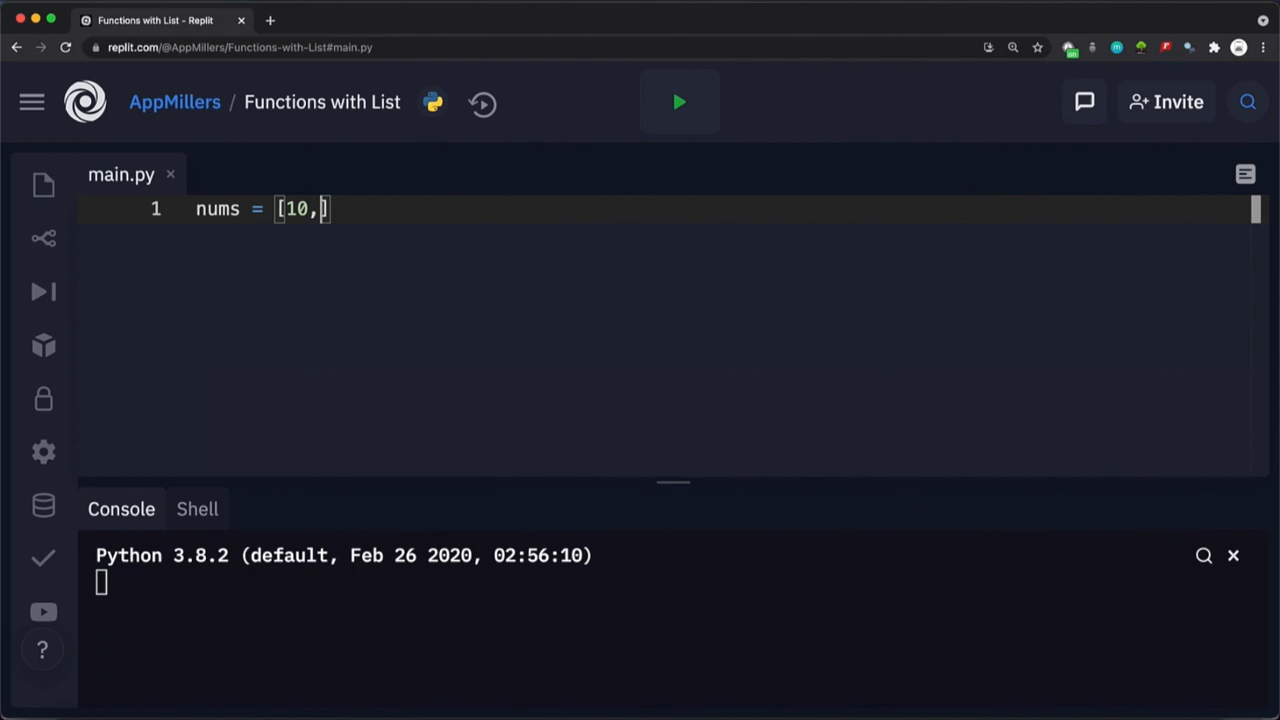 Functions with List - Replit
replit.com/@AppMillers/Functions-with-List#main.py
AppMillers / Functions with List
Invite
main.py
1 nums = [10,]
Console Shell
Python 3.8.2 (default, Feb 26 2020, 02:56:10)
?